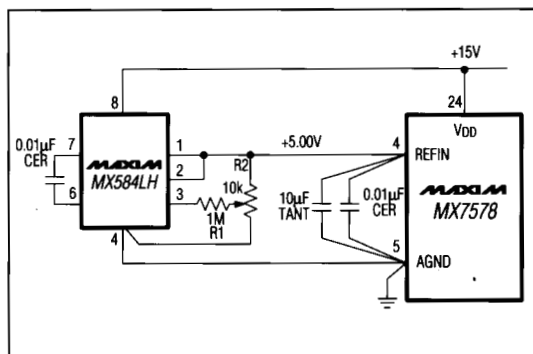 +15V
8
24
0.01µF
CER
7
1
+5.00V
4
VDD
REFIN
MAXIM
MX584LH
2
R2
10k
3
6
1M
R1
10µF
TANT
0.01µF
CER
MAXIM
MX7578
4
5
AGND